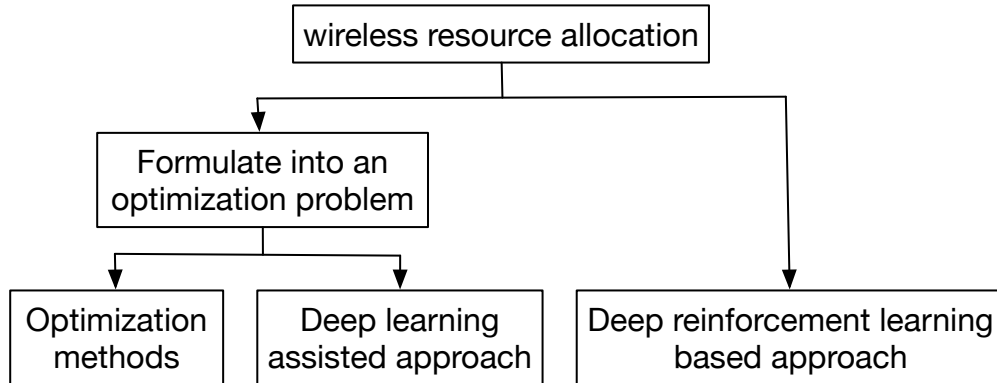 wireless resource allocation
Formulate into an
optimization problem
Optimization
methods
Deep learning
assisted approach
Deep reinforcement learning
based approach